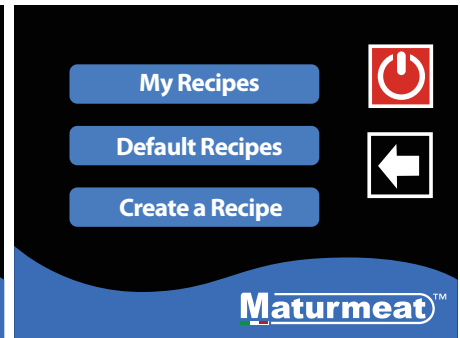 My Recipes
Default Recipes
Create a Recipe
Maturmeat™